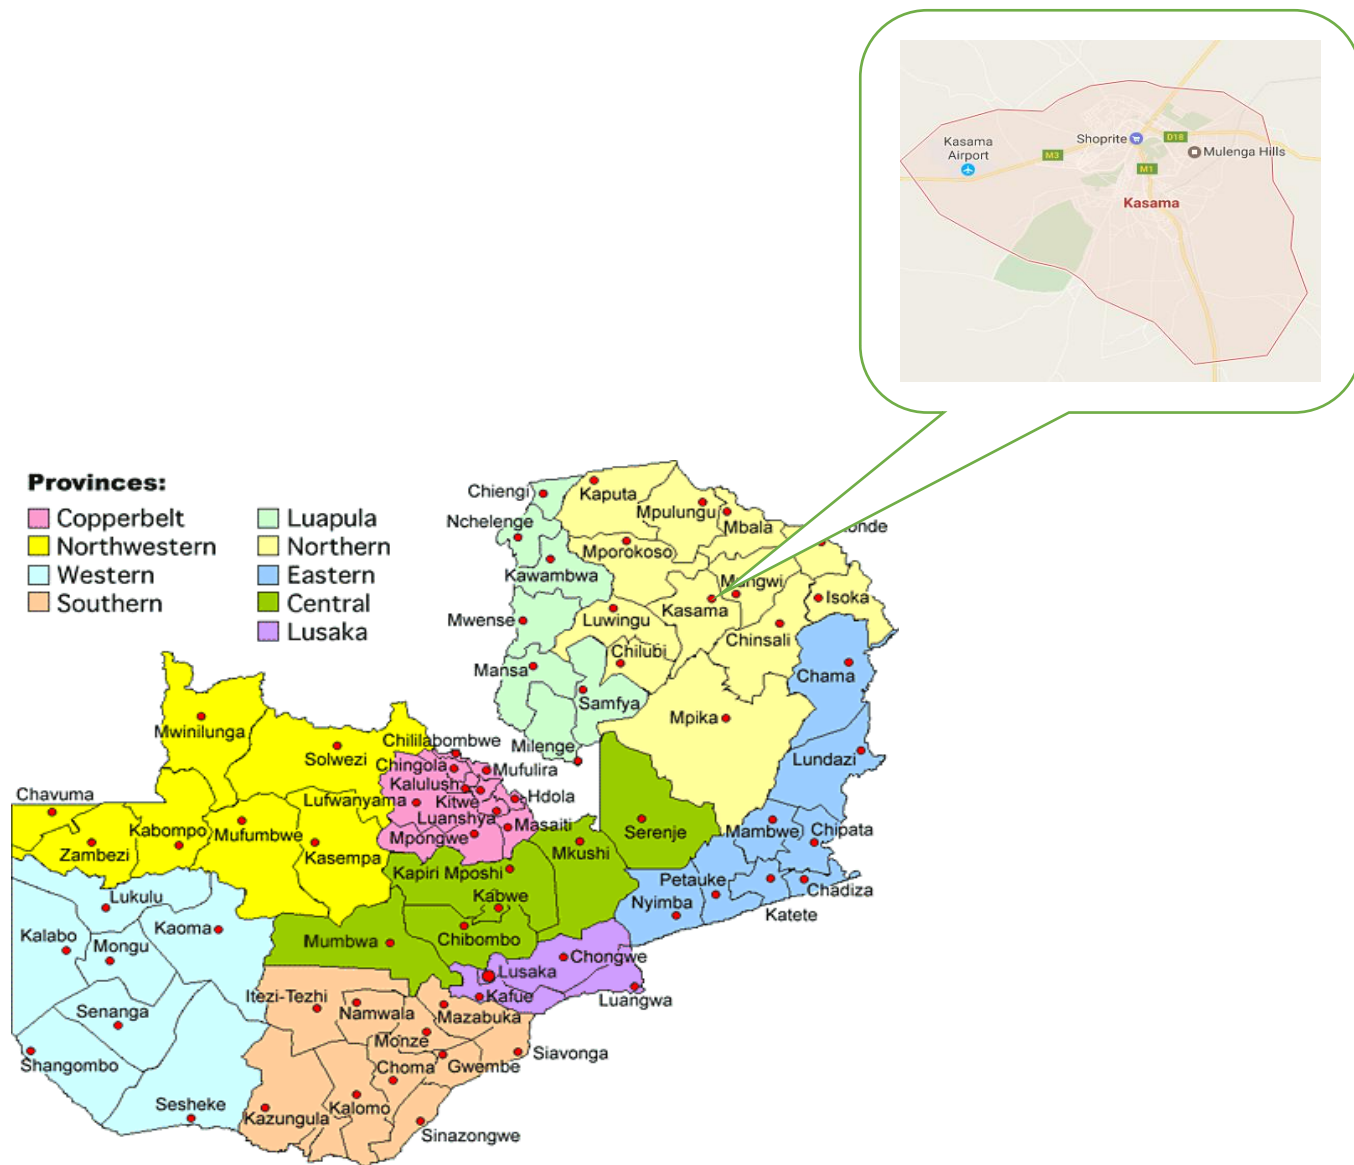 Kasama
Airport
Shoprite
D18
M3
Mulenga Hills
M1
Kasama
Provinces:
Copperbelt
Northwestern
Western
Southern
Luapula
Northern
Eastern
Central
Lusaka
Chiengi
Kaputa
Nchelenge
Mpulungu
Mbala
Mporokoso
Kawambwa
Mungwi
Kasama
Isoka
Mwense
Luwingu
Chinsali
Chilubi
Mansa
Chama
Samfya
Mpika
Mwinilunga
Chililabombwe
Milenge
Solwezi
Chingola
Mufulira
Lundazi
Kalulush
Chavuma
Lufwanyama
Kitwe
Hdola
Luanshya
Masaiti
Kabompo
Mufumbwe
Mpongwe
Serenje
Mambwe
Chipata
Zambezi
Kasempa
Mkushi
Kapiri Mposhi
Petauke
Chadiza
Lukulu
Kabwe
Nyimba
Katete
Kaoma
Kalabo
Mongu
Mumbwa
Chibombo
Chongwe
Lusaka
Itezi-Tezhi
Kafue
Luangwa
Senanga
Namwala
Mazabuka
Monze
Siavonga
Shangombo
Choma
Gwembe
Sesheke
Kazungula
Kalomo
Sinazongwe